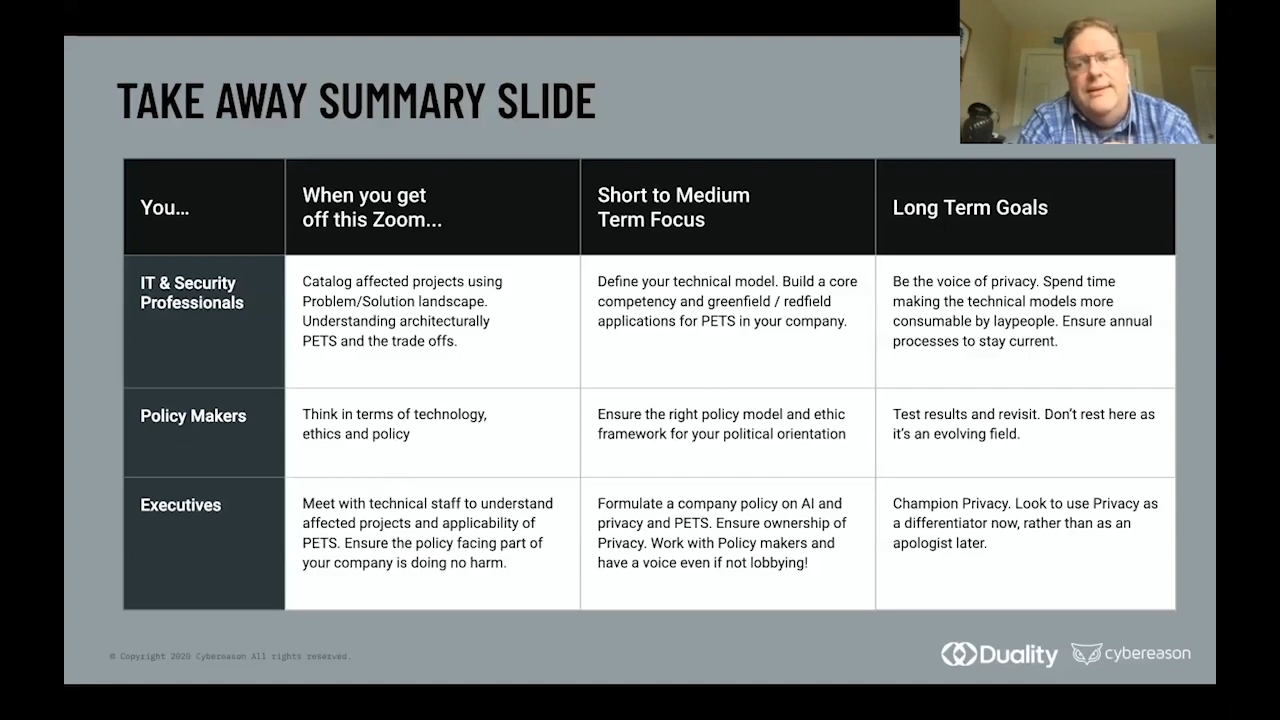 TAKE AWAY SUMMARY SLIDE
You...
When you get
off this Zoom...
Short to Medium
Term Focus
Long Term Goals
IT & Security
Professionals
Catalog affected projects using
Problem/Solution landscape.
Understanding architecturally
PETS and the trade offs.
Define your technical model. Build a core
competency and greenfield / redfield
applications for PETS in your company.
Be the voice of privacy. Spend time
making the technical models more
consumable by laypeople. Ensure annual
processes to stay current.
Policy Makers
Think in terms of technology,
ethics and policy
Ensure the right policy model and ethic
framework for your political orientation
Test results and revisit. Don't rest here as
it's an evolving field.
Executives
Meet with technical staff to understand
affected projects and applicability of
PETS. Ensure the policy facing part of
your company is doing no harm.
Formulate a company policy on AI and
privacy and PETS. Ensure ownership of
Privacy. Work with Policy makers and
have a voice even if not lobbying!
Champion Privacy. Look to use Privacy as
a differentiator now, rather than as an
apologist later.
© Copyright 2020 Cybereason All rights reserved.
Duality
cybereason